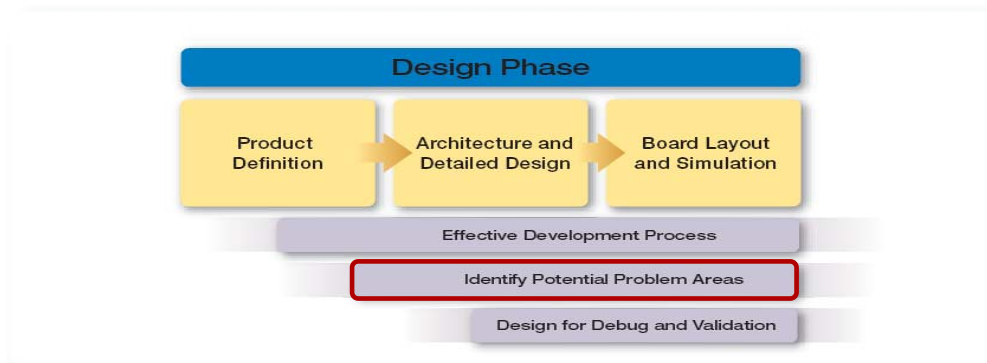 Design Phase
Product
Definition
Architecture and
Detailed Design
Board Layout
and Simulation
Effective Development Process
Identify Potential Problem Areas
Design for Debug and Validation